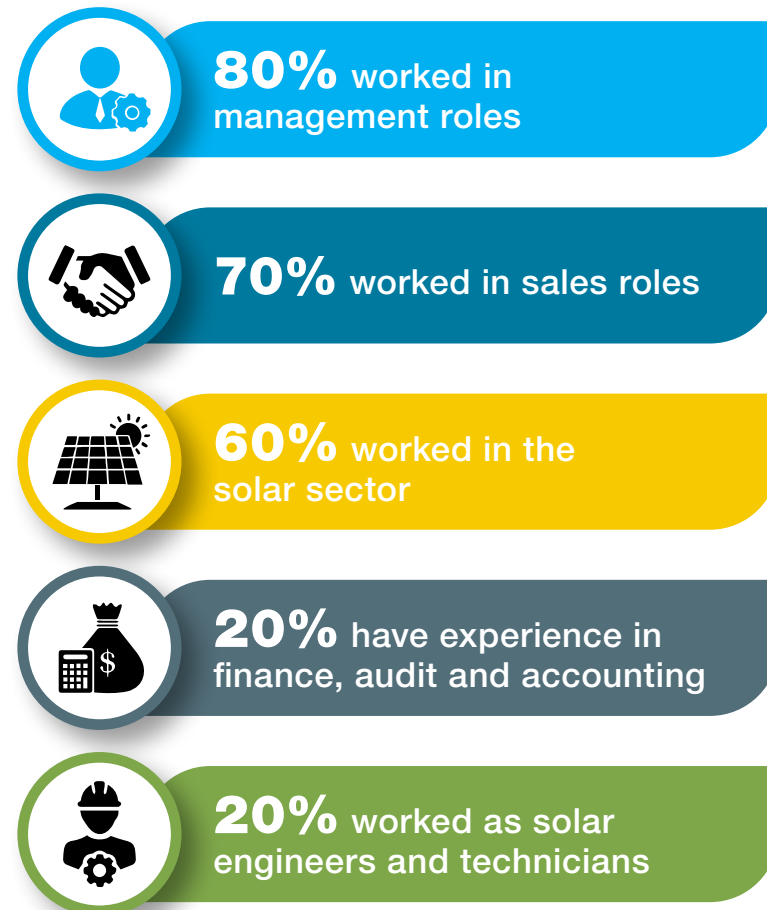 80% worked in
management roles
70% worked in sales roles
60% worked in the
solar sector
20% have experience in
finance, audit and accounting
$
20% worked as solar
engineers and technicians